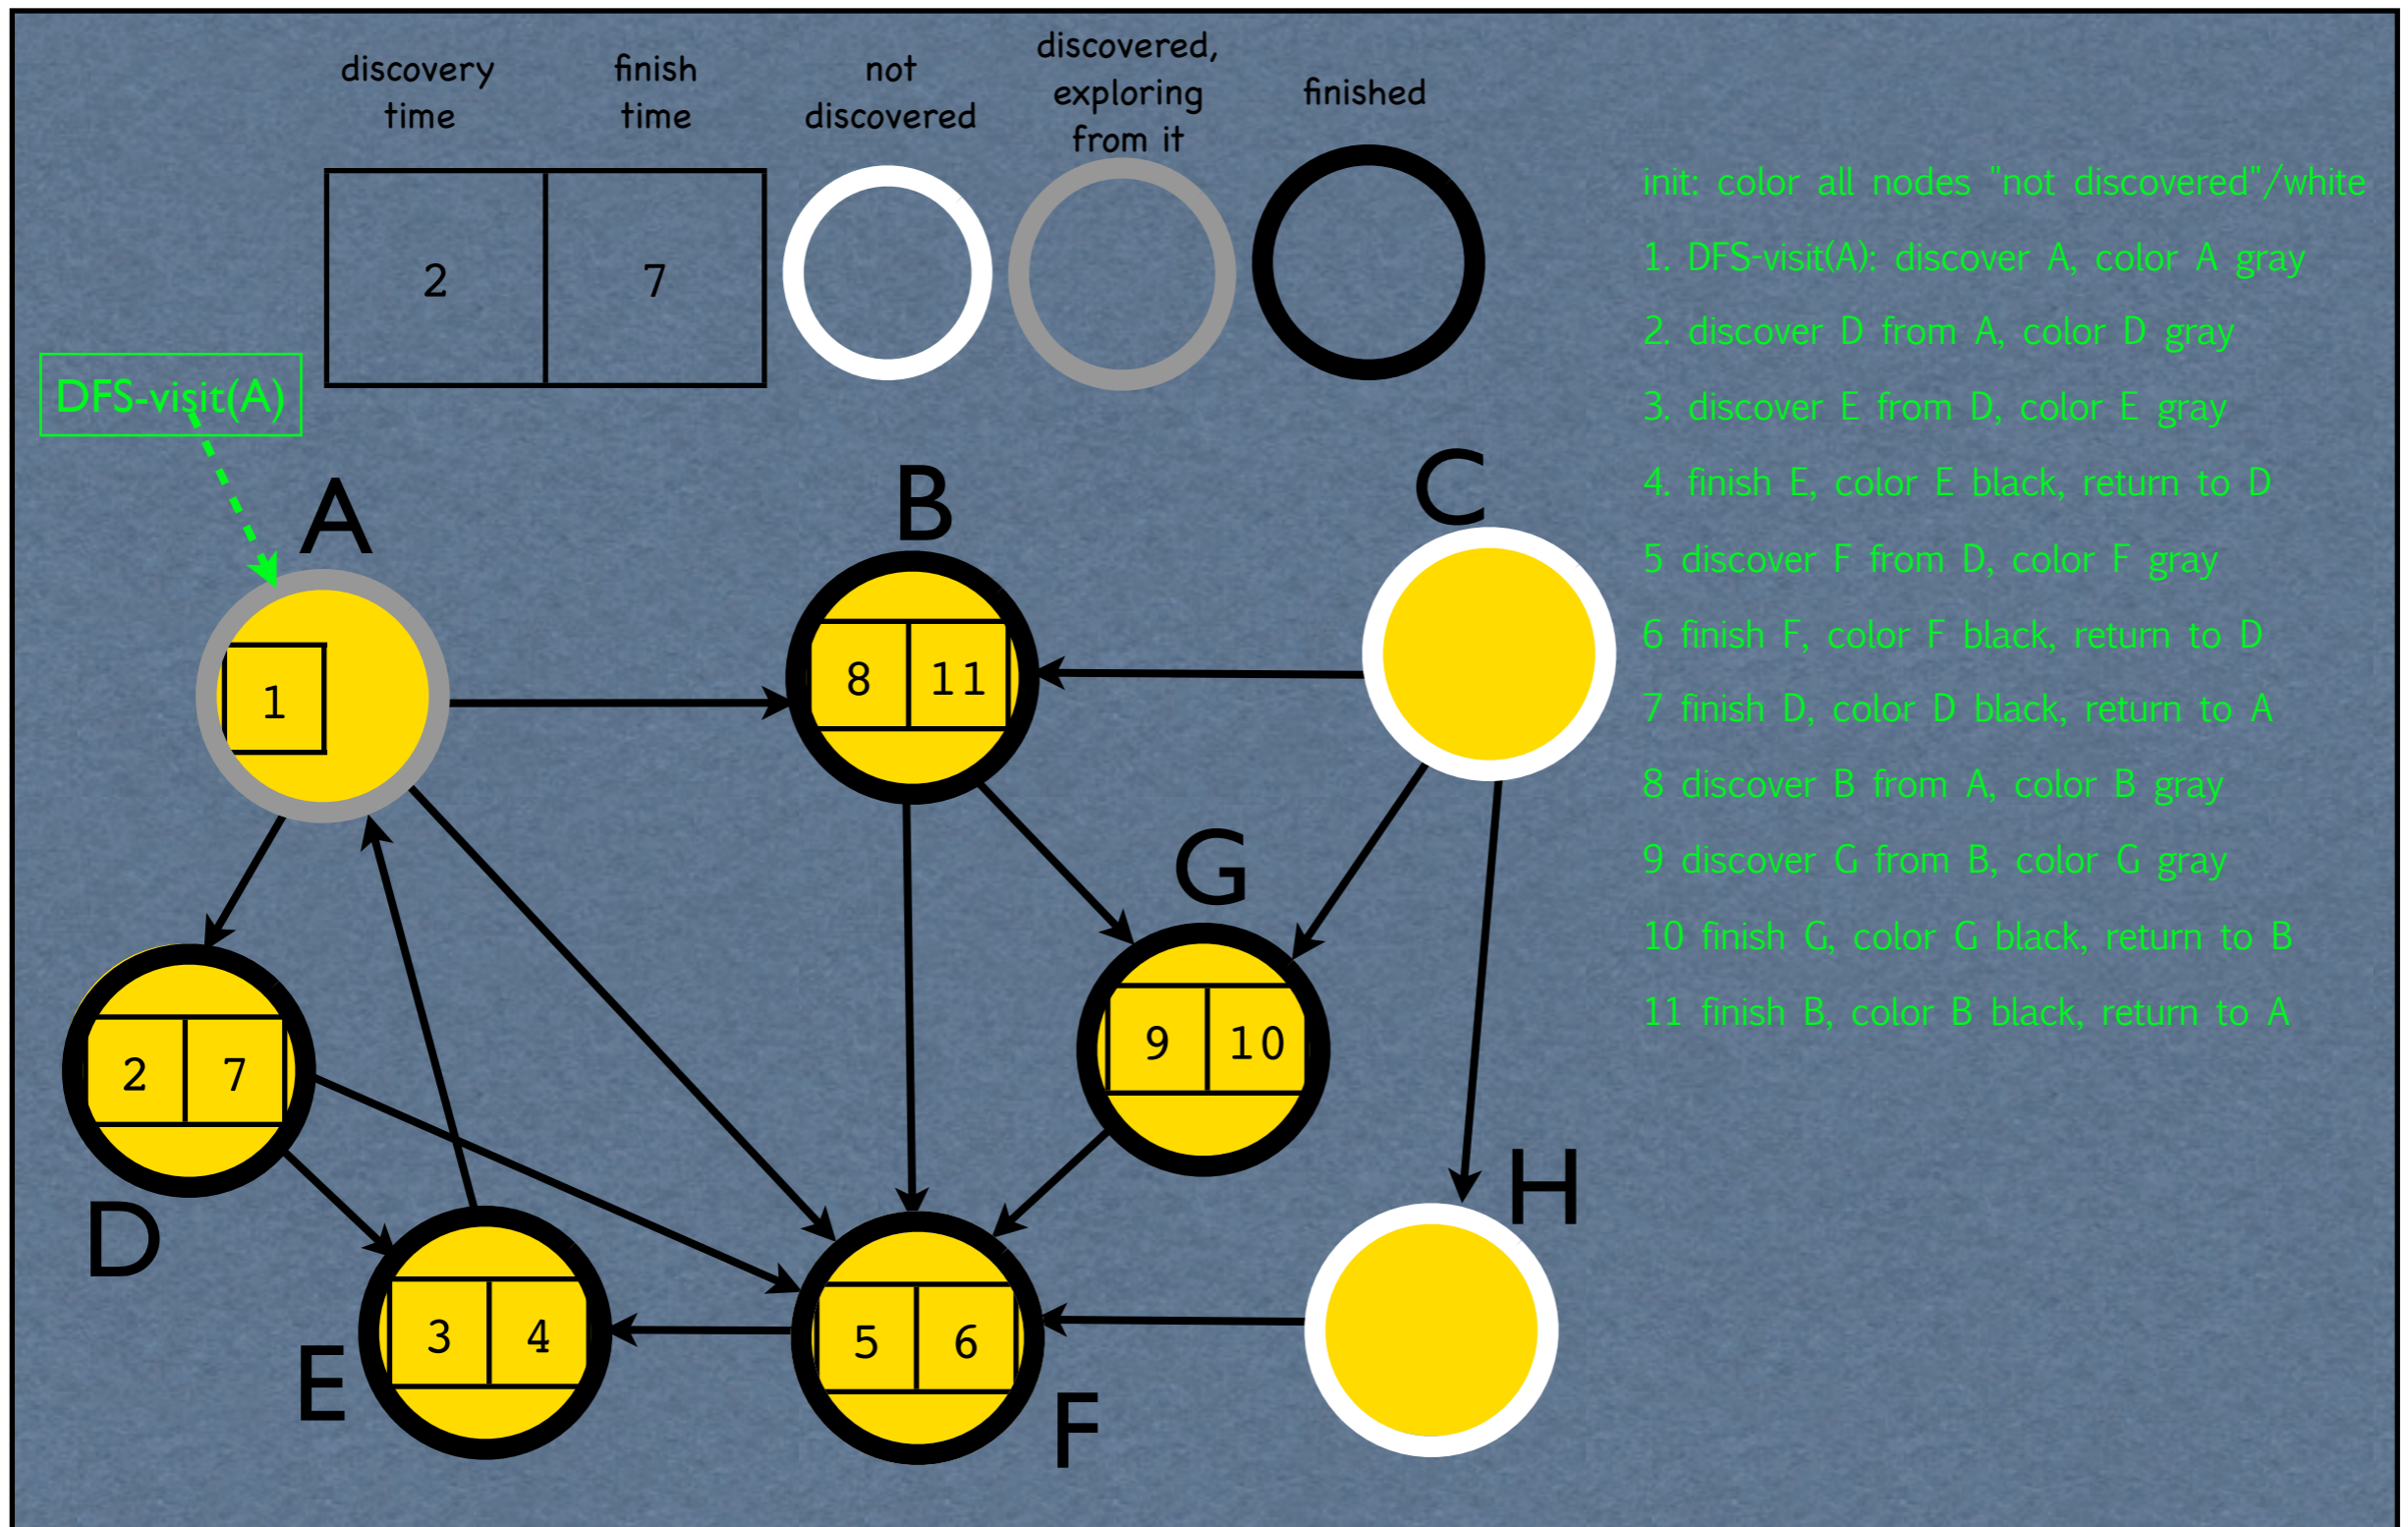 discovery
time
finish
time
not
discovered
discovered,
exploring
from it
finished
2 7
DFS-visit(A)
init: color all nodes "not discovered"/white
1. DFS-visit(A): discover A, color A gray
2. discover D from A, color D gray
3. discover E from D, color E gray
4. finish E, color E black, return to D
5 discover F from D, color F gray
6 finish F, color F black, return to D
7 finish D, color D black, return to A
8 discover B from A, color B gray
9 discover G from B, color G gray
10 finish G, color G black, return to B
11 finish B, color B black, return to A
A
1
B
8 11
C
G
9 10
D
2 7
E
3 4
F
5 6
H